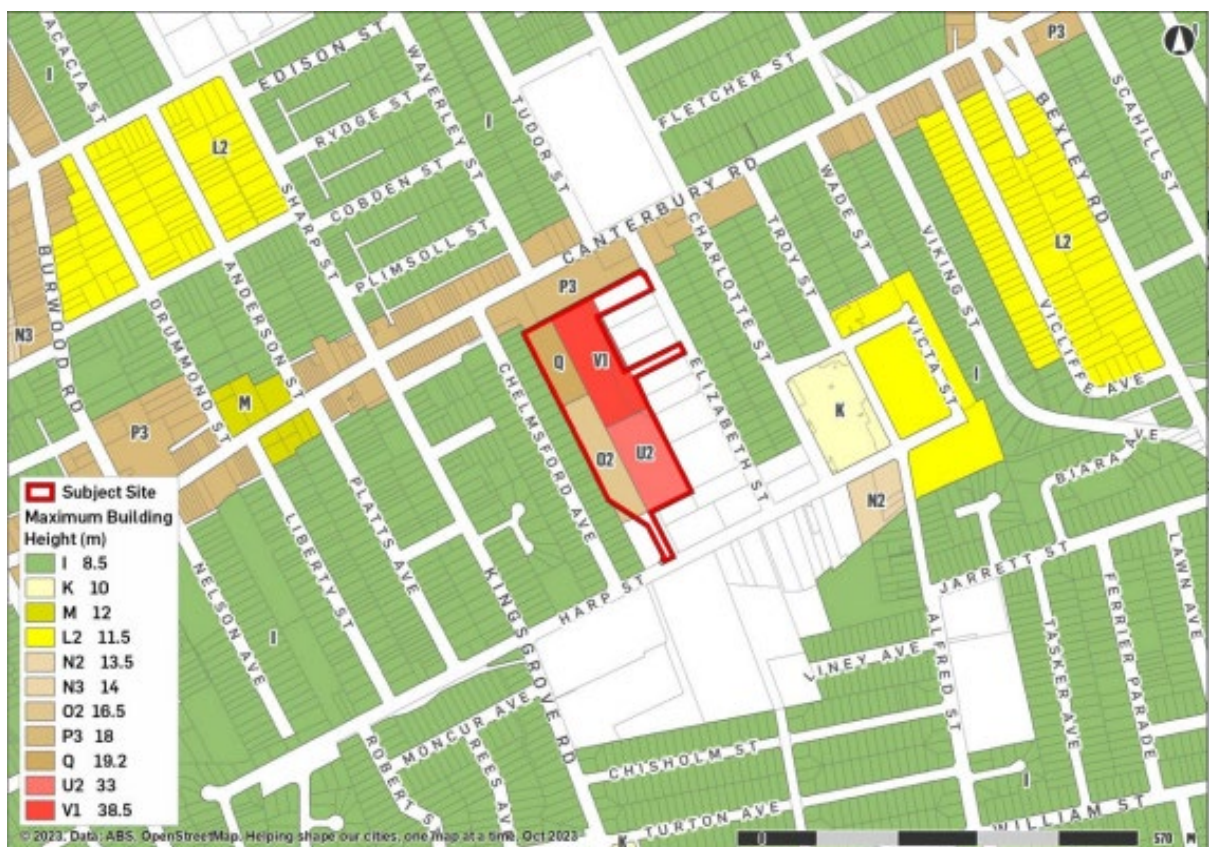 ACACIA ST
EDISON ST
WAVERLEY ST
RYDGE ST
TUDOR ST
FLETCHER ST
P3
BEXLEY RD
SCAHILL ST
I
I
L2
COBDEN ST
SHARP ST
PLIMSOLL ST
CANTERBURY RD
CHARLOTTE ST
TROY ST
WADE ST
VIKING ST
L2
VICLIFFE AVE
BURWOOD RD
N3
DRUMMOND ST
ANDERSON ST
P3
Q
V1
ELIZABETH ST
VICTA ST
I
K
M
P3
CHELMSFORD AVE
O2
U2
N2
BIARA AVE
Subject Site
Maximum Building
Height (m)
I 8.5
K 10
M 12
L2 11.5
N2 13.5
N3 14
O2 16.5
P3 18
Q 19.2
U2 33
V1 38.5
NELSON AVE
LIBERTY ST
PLATTS AVE
KINGSGROVE RD
HARP ST
I
JARRETT ST
LAWN AVE
FERRIER PARADE
TASKER AVE
ALFRED ST
LINEY AVE
MONCUR AVE
ROBERT S
TREES AV
CHISHOLM ST
TURTON AVE
WILLIAM ST
I
K
I
© 2023. Data: ABS, OpenStreetMap. Helping shape our cities, one map at a time, Oct 2023
570 M